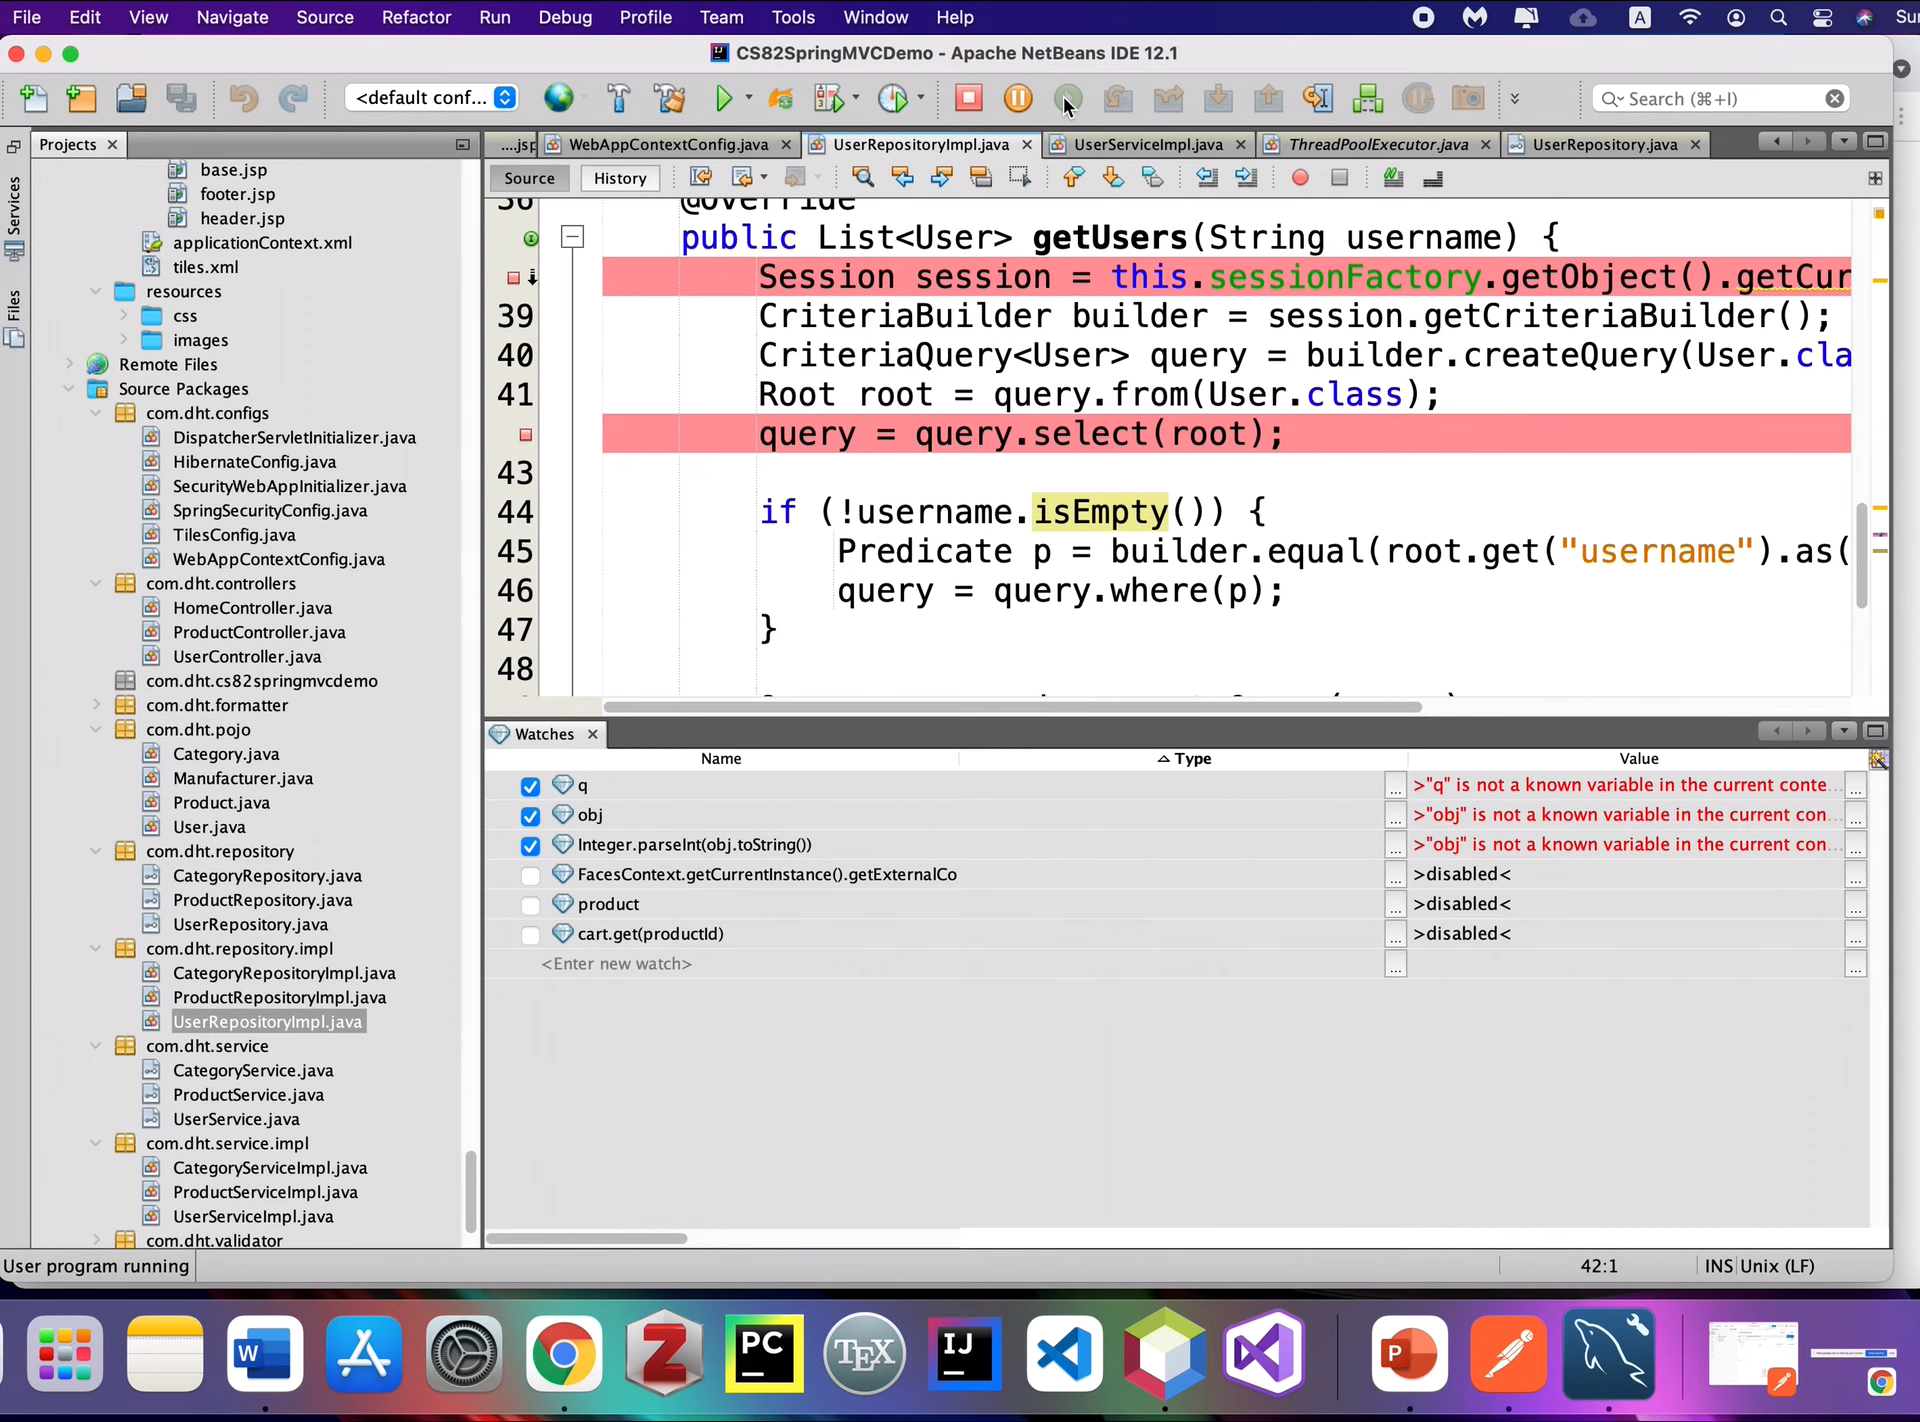 File Edit View Navigate Source Refactor Run Debug Profile Team Tools Window Help
CS82SpringMVCDemo - Apache NetBeans IDE 12.1
<default conf...
Search (⌘+I)
Projects
....jsp WebAppContextConfig.java UserRepositoryImpl.java UserServiceImpl.java ThreadPoolExecutor.java UserRepository.java
Source History
Services
Files
base.jsp
footer.jsp
header.jsp
applicationContext.xml
tiles.xml
resources
css
images
Remote Files
Source Packages
com.dht.configs
DispatcherServletInitializer.java
HibernateConfig.java
SecurityWebAppInitializer.java
SpringSecurityConfig.java
TilesConfig.java
WebAppContextConfig.java
com.dht.controllers
HomeController.java
ProductController.java
UserController.java
com.dht.cs82springmvcdemo
com.dht.formatter
com.dht.pojo
Category.java
Manufacturer.java
Product.java
User.java
com.dht.repository
CategoryRepository.java
ProductRepository.java
UserRepository.java
com.dht.repository.impl
CategoryRepositoryImpl.java
ProductRepositoryImpl.java
UserRepositoryImpl.java
com.dht.service
CategoryService.java
ProductService.java
UserService.java
com.dht.service.impl
CategoryServiceImpl.java
ProductServiceImpl.java
UserServiceImpl.java
com.dht.validator
36 @Override
public List<User> getUsers(String username) {
Session session = this.sessionFactory.getObject().getCur
39 CriteriaBuilder builder = session.getCriteriaBuilder();
40 CriteriaQuery<User> query = builder.createQuery(User.cla
41 Root root = query.from(User.class);
query = query.select(root);
43
44 if (!username.isEmpty()) {
45 Predicate p = builder.equal(root.get("username").as(
46 query = query.where(p);
47 }
48
Watches
Name Type Value
q ... >"q" is not a known variable in the current conte... ...
obj ... >"obj" is not a known variable in the current con... ...
Integer.parseInt(obj.toString()) ... >"obj" is not a known variable in the current con... ...
FacesContext.getCurrentInstance().getExternalCo ... >disabled< ...
product ... >disabled< ...
cart.get(productId) ... >disabled< ...
<Enter new watch> ... ...
User program running 42:1 INS Unix (LF)
W PC TEX IJ P